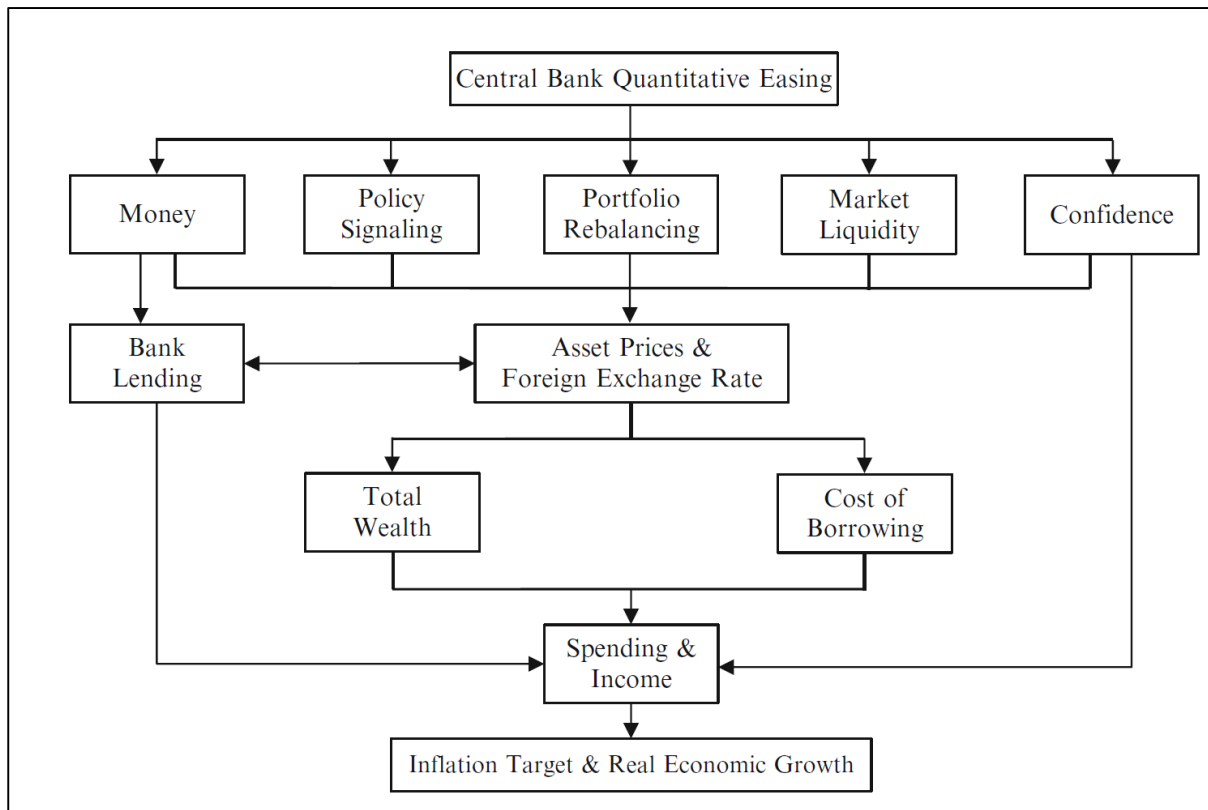 Central Bank Quantitative Easing
Money
Policy
Signaling
Portfolio
Rebalancing
Market
Liquidity
Confidence
Bank
Lending
Asset Prices &
Foreign Exchange Rate
Total
Wealth
Cost of
Borrowing
Spending &
Income
Inflation Target & Real Economic Growth